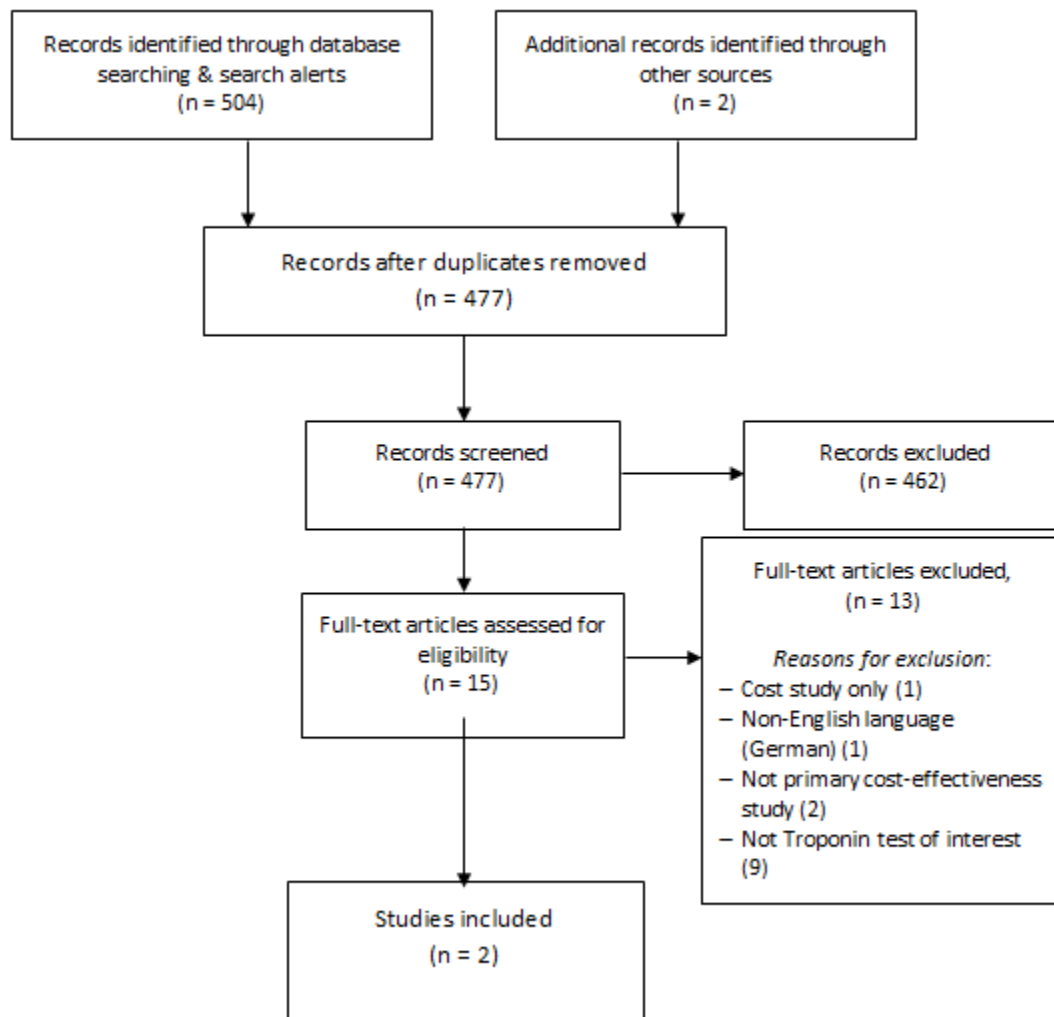 Records identified through database
searching & search alerts
(n = 504)
Additional records identified through
other sources
(n = 2)
Records after duplicates removed
(n = 477)
Records screened
(n = 477)
Records excluded
(n = 462)
Full-text articles assessed for
eligibility
(n = 15)
Full-text articles excluded,
(n = 13)
Reasons for exclusion:
– Cost study only (1)
– Non-English language
(German) (1)
– Not primary cost-effectiveness
study (2)
– Not Troponin test of interest
(9)
Studies included
(n = 2)